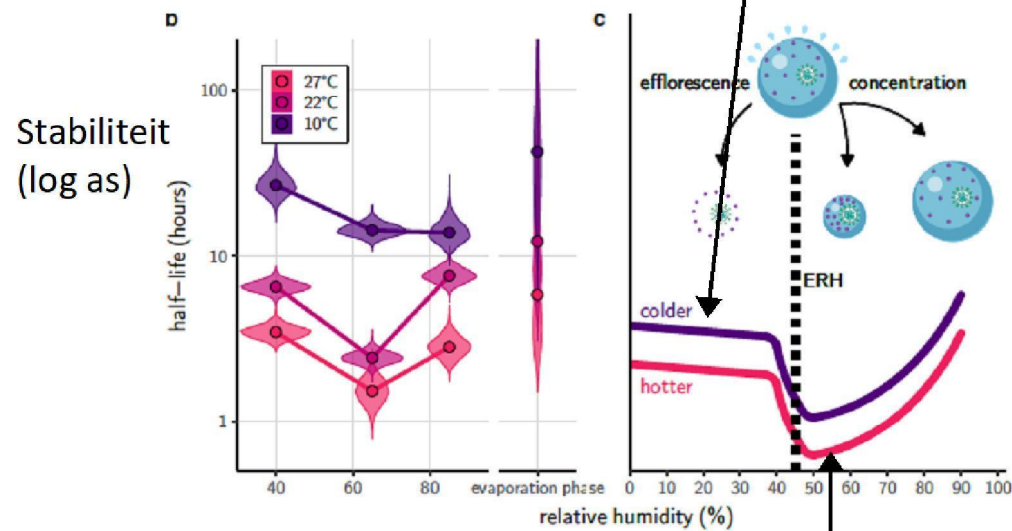 b
c
Stabiliteit
(log as)
27°C
22°C
10°C
100
10
1
half−life (hours)
40
60
80
evaporation phase
efflorescence
concentration
ERH
colder
hotter
0
10
20
30
40
50
60
70
80
90
100
relative humidity (%)